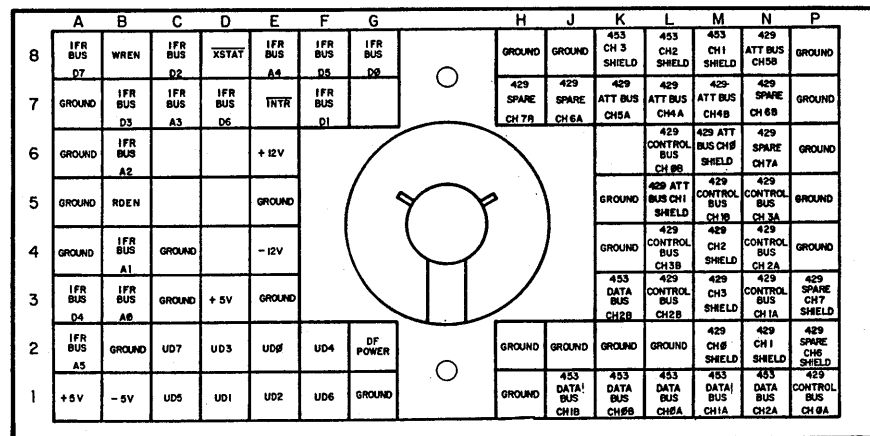 A B C D E F G H J K L M N P
8
IFR BUS D7
WREN
IFR BUS D2
XSTAT
IFR BUS A4
IFR BUS D5
IFR BUS DØ
GROUND
GROUND
453 CH 3 SHIELD
453 CH2 SHIELD
453 CH1 SHIELD
429 ATT BUS CH5B
GROUND
7
GROUND
IFR BUS D3
IFR BUS A3
IFR BUS D6
INTR
IFR BUS D1
429 SPARE CH 7B
429 SPARE CH6A
429 ATT BUS CH5A
429 ATT BUS CH4A
429 ATT BUS CH4B
429 SPARE CH 6B
GROUND
6
GROUND
IFR BUS A2
+ 12V
429 CONTROL BUS CH ØB
429 ATT BUS CHØ SHIELD
429 SPARE CH7A
GROUND
5
GROUND
RDEN
GROUND
GROUND
429 ATT BUS CH1 SHIELD
429 CONTROL BUS CH1B
429 CONTROL BUS CH 3A
GROUND
4
GROUND
IFR BUS A1
GROUND
- 12V
GROUND
429 CONTROL BUS CH3B
429 CH2 SHIELD
429 CONTROL BUS CH 2A
GROUND
3
IFR BUS D4
IFR BUS AØ
GROUND
+ 5V
GROUND
453 DATA BUS CH2B
429 CONTROL BUS CH2B
429 CH3 SHIELD
429 CONTROL BUS CH1A
429 SPARE CH7 SHIELD
2
IFR BUS A5
GROUND
UD7
UD3
UDØ
UD4
DF POWER
GROUND
GROUND
GROUND
GROUND
429 CHØ SHIELD
429 CH1 SHIELD
429 SPARE CH6 SHIELD
1
+5V
- 5V
UD5
UD1
UD2
UD6
GROUND
GROUND
453 DATA BUS CH1B
453 DATA BUS CHØB
453 DATA BUS CHØA
453 DATA BUS CH1A
453 DATA BUS CH2A
429 CONTROL BUS CH ØA